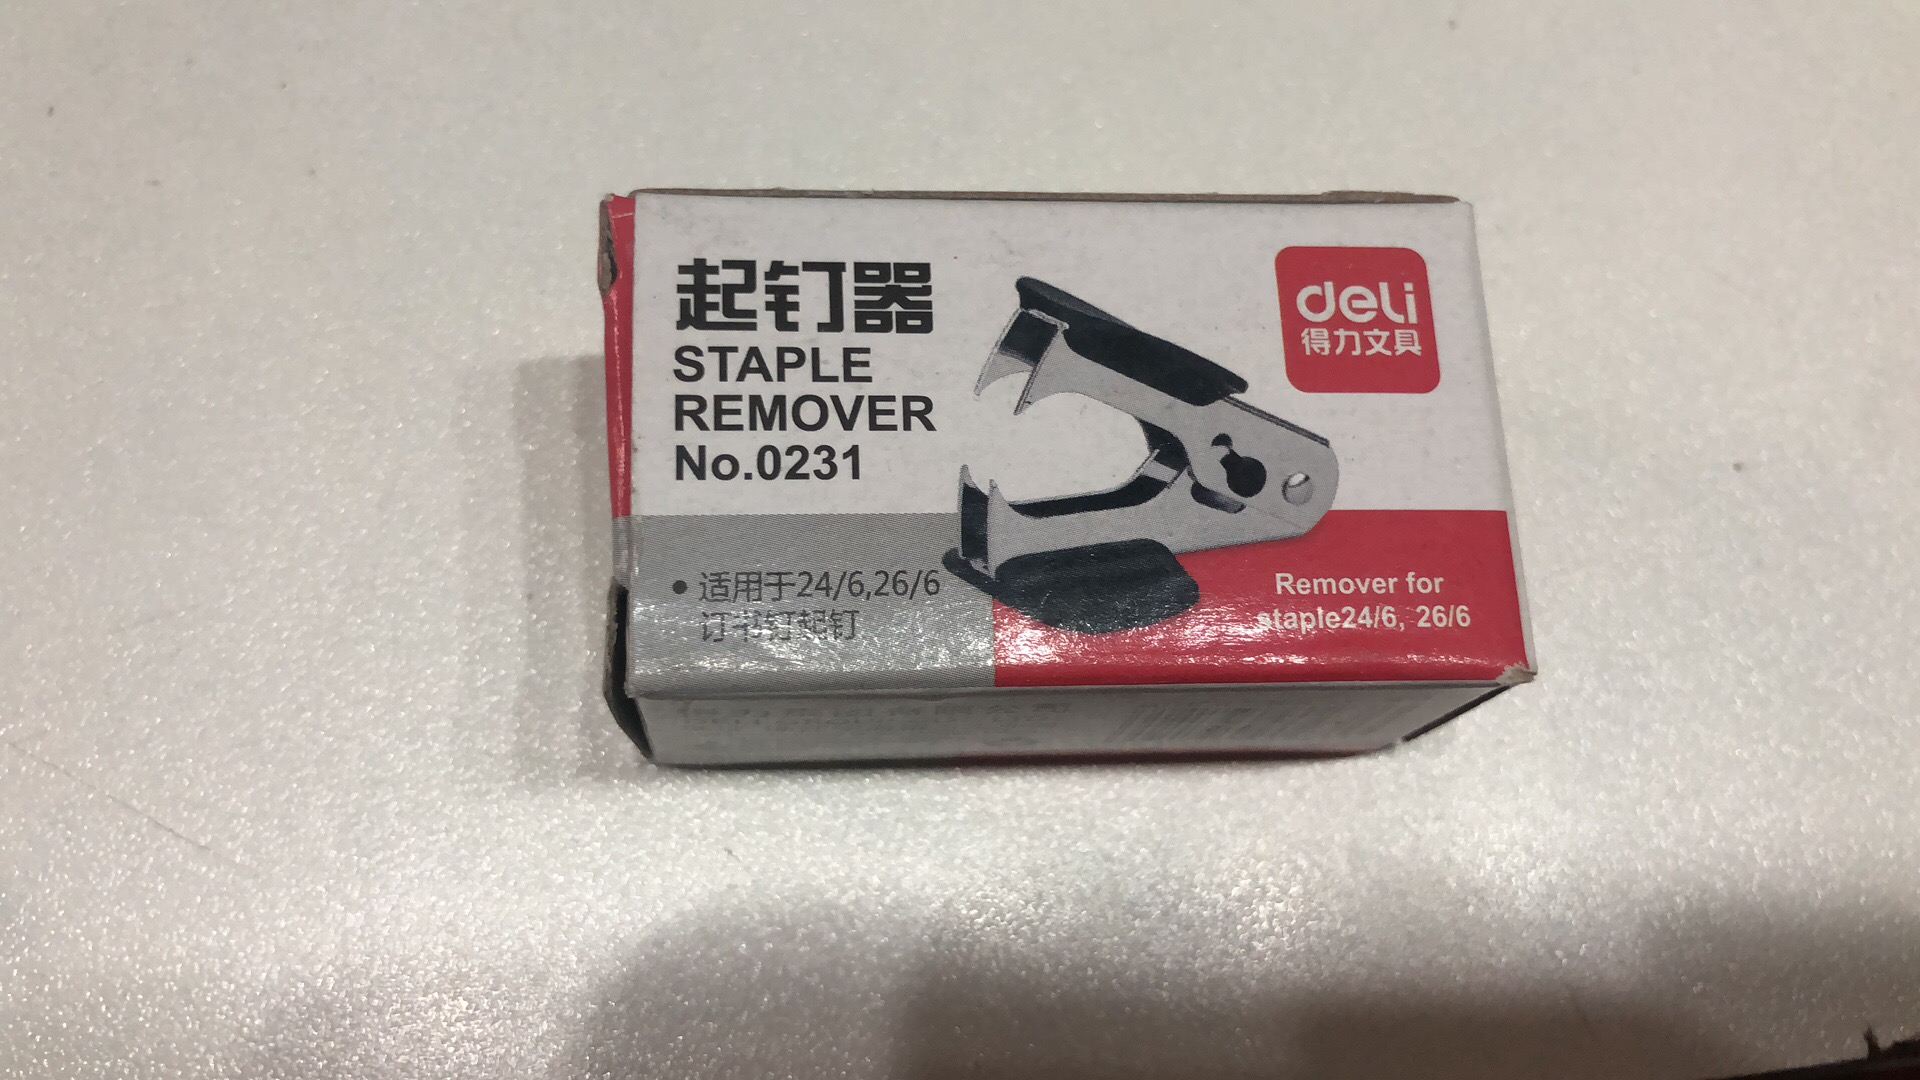 起钉器
STAPLE
REMOVER
No.0231
deli
得力文具
• 适用于24/6,26/6
订书钉起钉
Remover for
staple24/6, 26/6